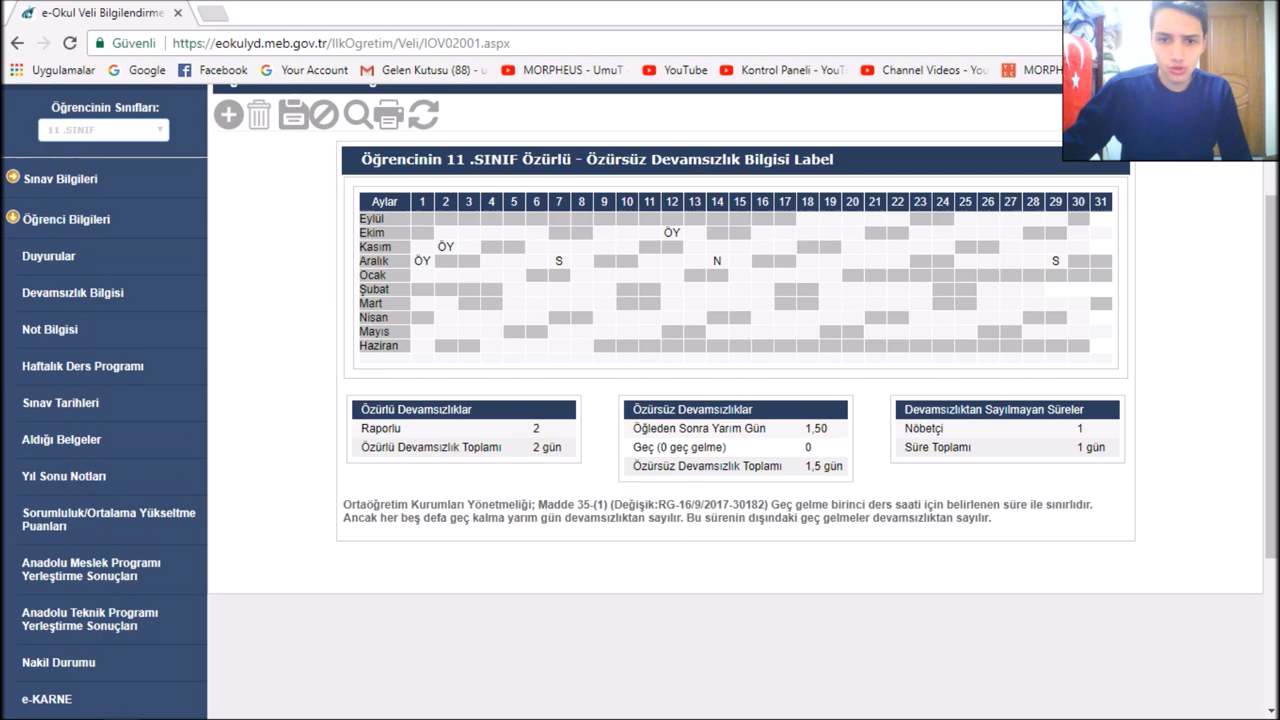 e-Okul Veli Bilgilendirme
Güvenli https://eokulyd.meb.gov.tr/IlkOgretim/Veli/IOV02001.aspx
Uygulamalar Google Facebook Your Account Gelen Kutusu (88) - u MORPHEUS - UmuT - YouTube Kontrol Paneli - YouT Channel Videos - You MORPH
Öğrencinin Sınıfları:
11 .SINIF
Sınav Bilgileri
Öğrenci Bilgileri
Duyurular
Devamsızlık Bilgisi
Not Bilgisi
Haftalık Ders Programı
Sınav Tarihleri
Aldığı Belgeler
Yıl Sonu Notları
Sorumluluk/Ortalama Yükseltme
Puanları
Anadolu Meslek Programı
Yerleştirme Sonuçları
Anadolu Teknik Programı
Yerleştirme Sonuçları
Nakil Durumu
e-KARNE
Öğrencinin 11 .SINIF Özürlü - Özürsüz Devamsızlık Bilgisi Label
Aylar 1 2 3 4 5 6 7 8 9 10 11 12 13 14 15 16 17 18 19 20 21 22 23 24 25 26 27 28 29 30 31
Eylül
Ekim ÖY
Kasım ÖY
Aralık ÖY S N S
Ocak
Şubat
Mart
Nisan
Mayıs
Haziran
Özürlü Devamsızlıklar
Raporlu 2
Özürlü Devamsızlık Toplamı 2 gün
Özürsüz Devamsızlıklar
Öğleden Sonra Yarım Gün 1,50
Geç (0 geç gelme) 0
Özürsüz Devamsızlık Toplamı 1,5 gün
Devamsızlıktan Sayılmayan Süreler
Nöbetçi 1
Süre Toplamı 1 gün
Ortaöğretim Kurumları Yönetmeliği; Madde 35-(1) (Değişik:RG-16/9/2017-30182) Geç gelme birinci ders saati için belirlenen süre ile sınırlıdır.
Ancak her beş defa geç kalma yarım gün devamsızlıktan sayılır. Bu sürenin dışındaki geç gelmeler devamsızlıktan sayılır.